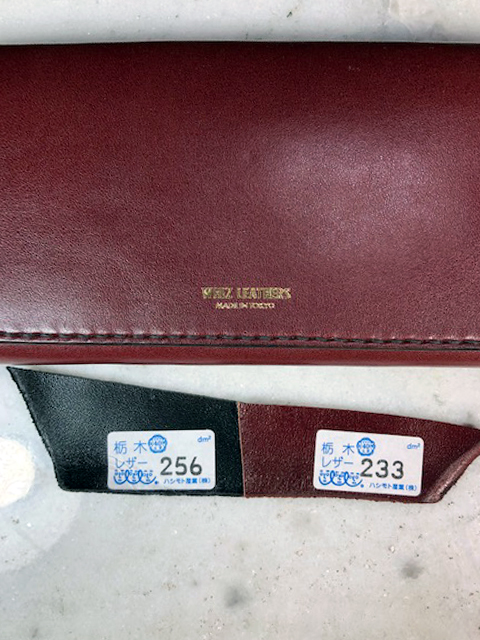 WHIZ LEATHERS
MADE IN TOKYO
栃木
dm²
レザー
256
ハシモト産業(株)
栃木
dm²
レザー
233
ハシモト産業(株)